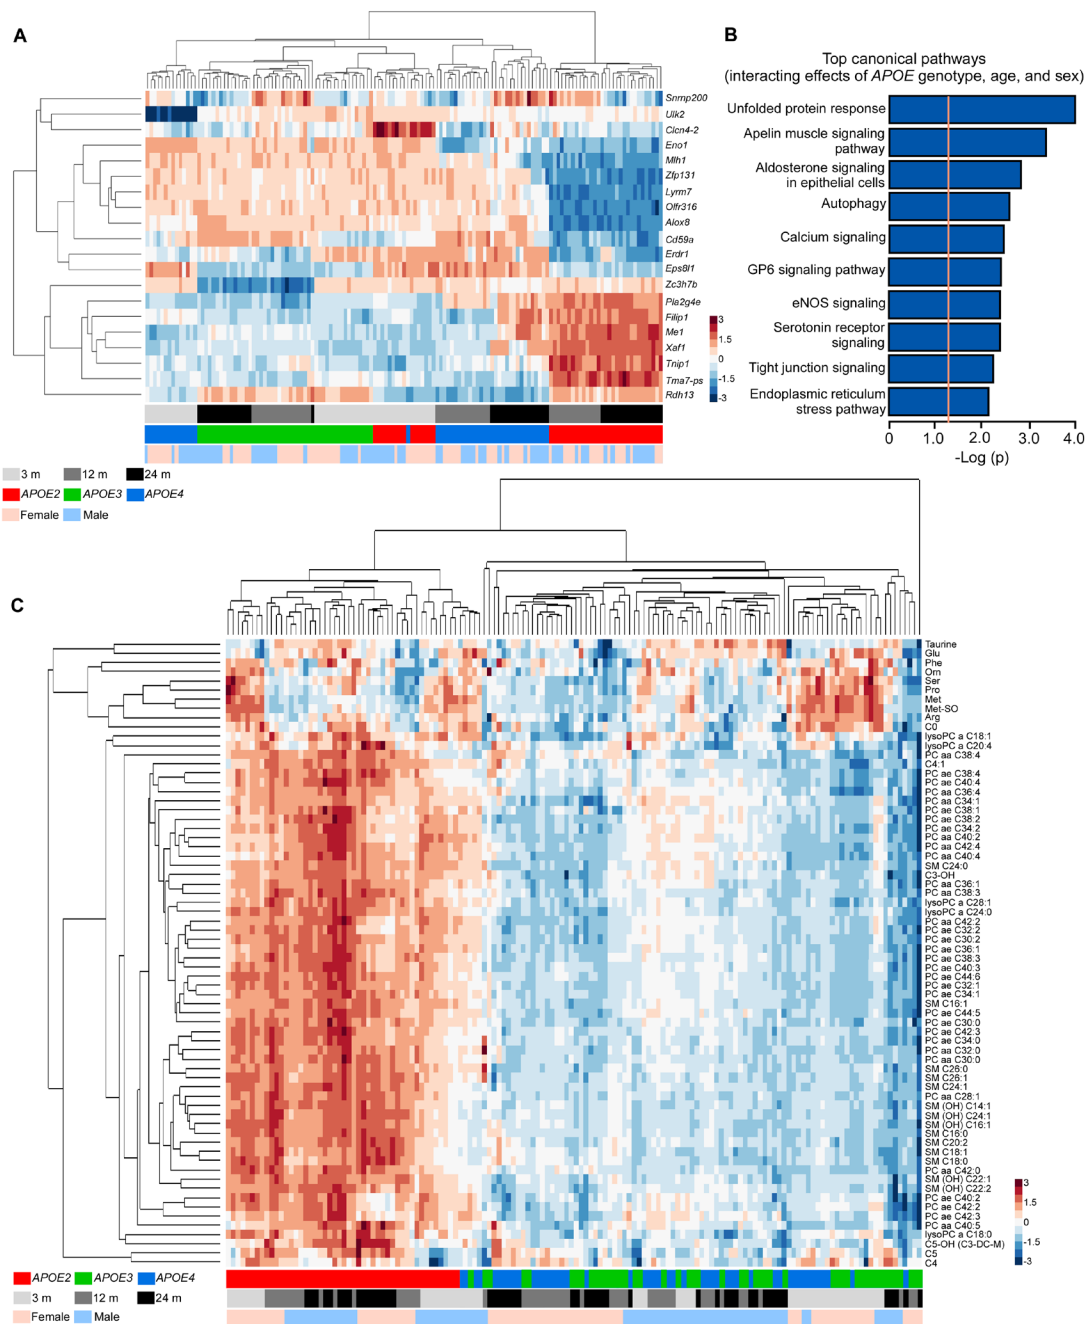 A
Snrnp200
Ulk2
Clcn4-2
Eno1
Mlh1
Zfp131
Lyrm7
Olfr316
Alox8
Cd59a
Erdr1
Eps8l1
Zc3h7b
Pla2g4e
Filip1
Me1
Xaf1
Tnip1
Tma7-ps
Rdh13
3
1.5
0
-1.5
-3
3 m 12 m 24 m
APOE2 APOE3 APOE4
Female Male
B
Top canonical pathways
(interacting effects of APOE genotype, age, and sex)
Unfolded protein response
Apelin muscle signaling
pathway
Aldosterone signaling
in epithelial cells
Autophagy
Calcium signaling
GP6 signaling pathway
eNOS signaling
Serotonin receptor
signaling
Tight junction signaling
Endoplasmic reticulum
stress pathway
0 1.0 2.0 3.0 4.0
-Log (p)
C
Taurine
Glu
Phe
Orn
Ser
Pro
Met
Met-SO
Arg
C0
lysoPC a C18:1
lysoPC a C20:4
PC aa C38:4
C4:1
PC ae C38:4
PC ae C40:4
PC aa C36:4
PC aa C34:1
PC ae C38:1
PC ae C38:2
PC ae C34:2
PC aa C40:2
PC aa C42:4
PC aa C40:4
SM C24:0
C3-OH
PC aa C36:1
PC aa C38:3
lysoPC a C28:1
lysoPC a C24:0
PC aa C42:2
PC ae C32:2
PC ae C30:2
PC ae C36:1
PC ae C38:3
PC ae C40:3
PC ae C44:6
PC ae C32:1
PC ae C34:1
SM C16:1
PC ae C44:5
PC ae C30:0
PC ae C42:3
PC ae C34:0
PC aa C32:0
PC aa C30:0
SM C26:0
SM C26:1
SM C24:1
PC aa C28:1
SM (OH) C14:1
SM (OH) C24:1
SM (OH) C16:1
SM C16:0
SM C20:2
SM C18:1
SM C18:0
PC aa C42:0
SM (OH) C22:1
SM (OH) C22:2
PC ae C40:2
PC ae C42:2
PC ae C42:3
PC aa C40:5
lysoPC a C18:0
C5-OH (C3-DC-M)
C5
C4
3
1.5
0
-1.5
-3
APOE2 APOE3 APOE4
3 m 12 m 24 m
Female Male